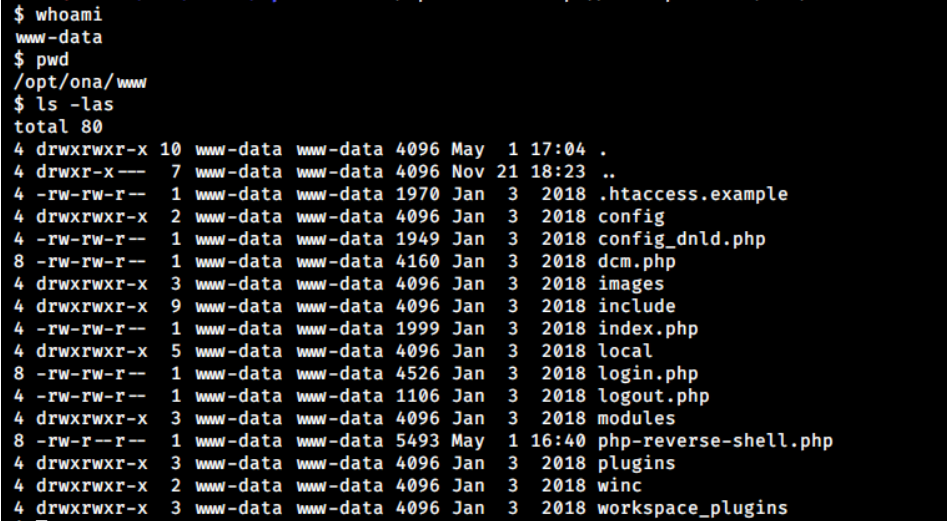 $ whoami
www-data
$ pwd
/opt/ona/www
$ ls -las
total 80
4 drwxrwxr-x 10 www-data www-data 4096 May  1 17:04 .
4 drwxr-x---  7 www-data www-data 4096 Nov 21 18:23 ..
4 -rw-rw-r--  1 www-data www-data 1970 Jan  3  2018 .htaccess.example
4 drwxrwxr-x  2 www-data www-data 4096 Jan  3  2018 config
4 -rw-rw-r--  1 www-data www-data 1949 Jan  3  2018 config_dnld.php
8 -rw-rw-r--  1 www-data www-data 4160 Jan  3  2018 dcm.php
4 drwxrwxr-x  3 www-data www-data 4096 Jan  3  2018 images
4 drwxrwxr-x  9 www-data www-data 4096 Jan  3  2018 include
4 -rw-rw-r--  1 www-data www-data 1999 Jan  3  2018 index.php
4 drwxrwxr-x  5 www-data www-data 4096 Jan  3  2018 local
8 -rw-rw-r--  1 www-data www-data 4526 Jan  3  2018 login.php
4 -rw-rw-r--  1 www-data www-data 1106 Jan  3  2018 logout.php
4 drwxrwxr-x  3 www-data www-data 4096 Jan  3  2018 modules
8 -rw-r--r--  1 www-data www-data 5493 May  1 16:40 php-reverse-shell.php
4 drwxrwxr-x  3 www-data www-data 4096 Jan  3  2018 plugins
4 drwxrwxr-x  2 www-data www-data 4096 Jan  3  2018 winc
4 drwxrwxr-x  3 www-data www-data 4096 Jan  3  2018 workspace_plugins